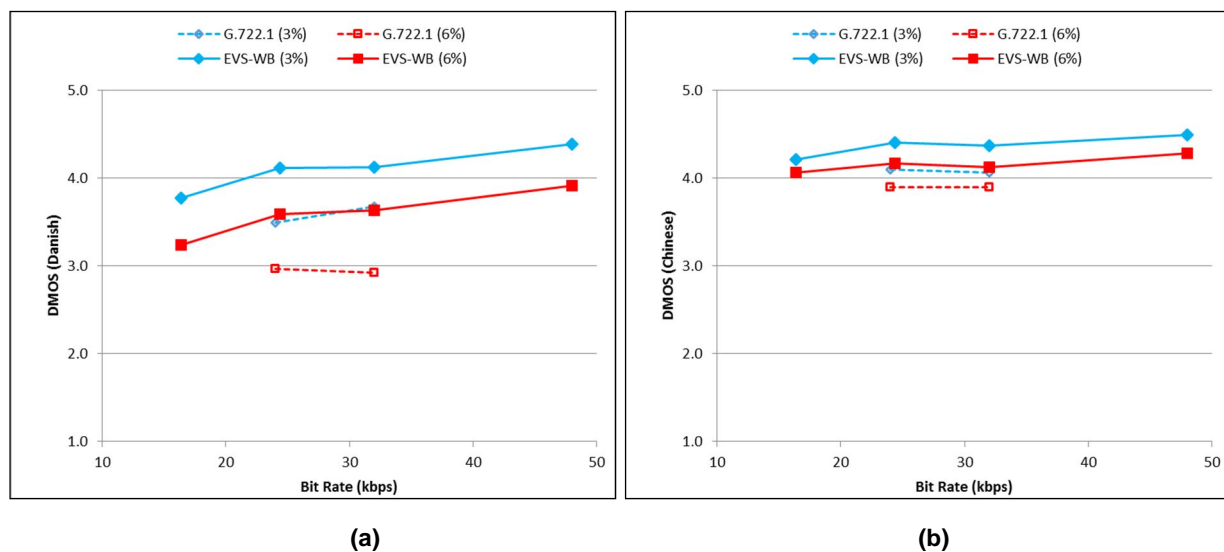 G.722.1 (3%) G.722.1 (6%)
EVS-WB (3%) EVS-WB (6%)
5.0
4.0
3.0
2.0
1.0
DMOS (Danish)
10 20 30 40 50
Bit Rate (kbps)
(a)
G.722.1 (3%) G.722.1 (6%)
EVS-WB (3%) EVS-WB (6%)
5.0
4.0
3.0
2.0
1.0
DMOS (Chinese)
10 20 30 40 50
Bit Rate (kbps)
(b)